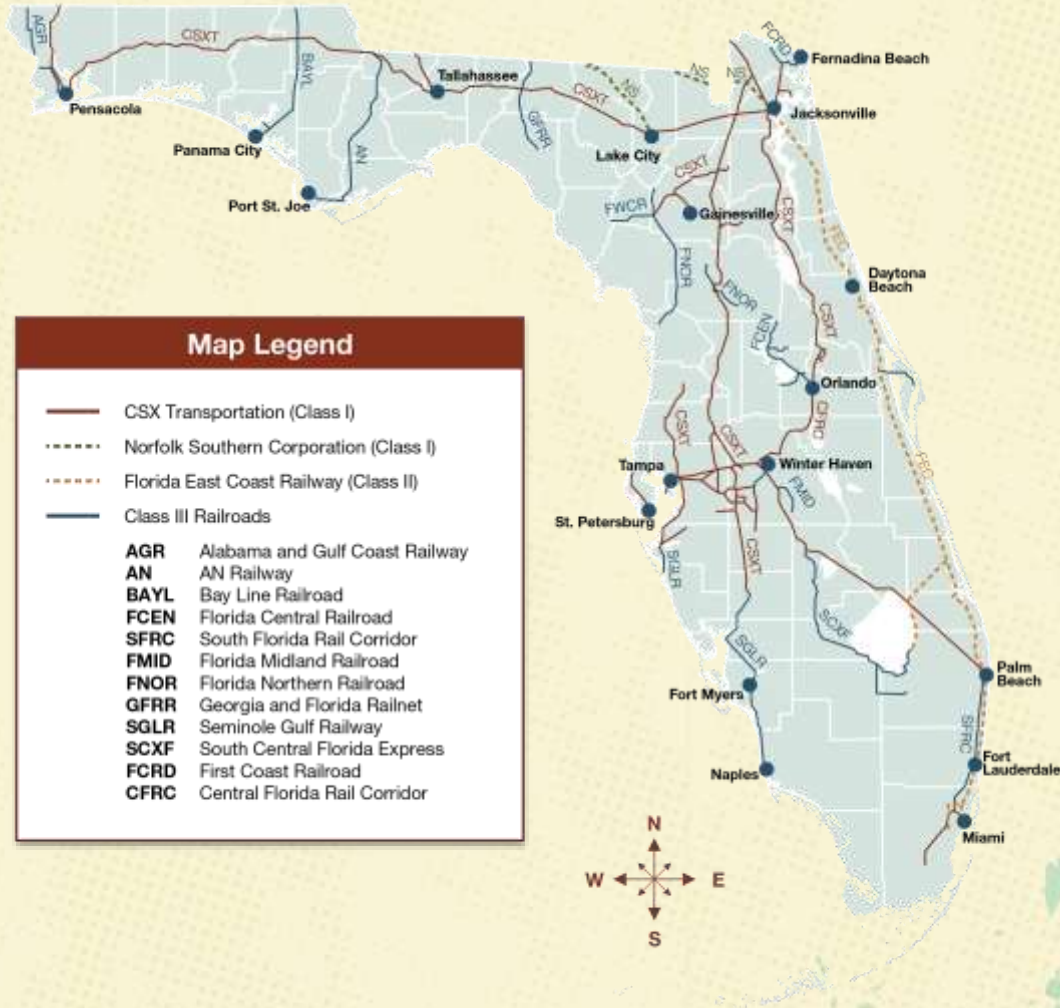 AGR
CSXT
BAYL
Tallahassee
CSXT
GFRR
NS
NS
NS
FCRD
Fernadina Beach
Pensacola
Panama City
AN
Port St. Joe
Jacksonville
Lake City
CSXT
FWCR
Gainesville
CSXT
FEC
FNOR
FNOR
FCEN
CSXT
Daytona
Beach
Orlando
CFRC
CSXT
CSXT
Tampa
Winter Haven
FMID
FEC
St. Petersburg
SGLR
CSXT
SCXF
SGLR
Fort Myers
Palm
Beach
SFRC
Naples
Fort
Lauderdale
Miami
Map Legend
CSX Transportation (Class I)
Norfolk Southern Corporation (Class I)
Florida East Coast Railway (Class II)
Class III Railroads
AGR Alabama and Gulf Coast Railway
AN AN Railway
BAYL Bay Line Railroad
FCEN Florida Central Railroad
SFRC South Florida Rail Corridor
FMID Florida Midland Railroad
FNOR Florida Northern Railroad
GFRR Georgia and Florida Railnet
SGLR Seminole Gulf Railway
SCXF South Central Florida Express
FCRD First Coast Railroad
CFRC Central Florida Rail Corridor
N
W E
S